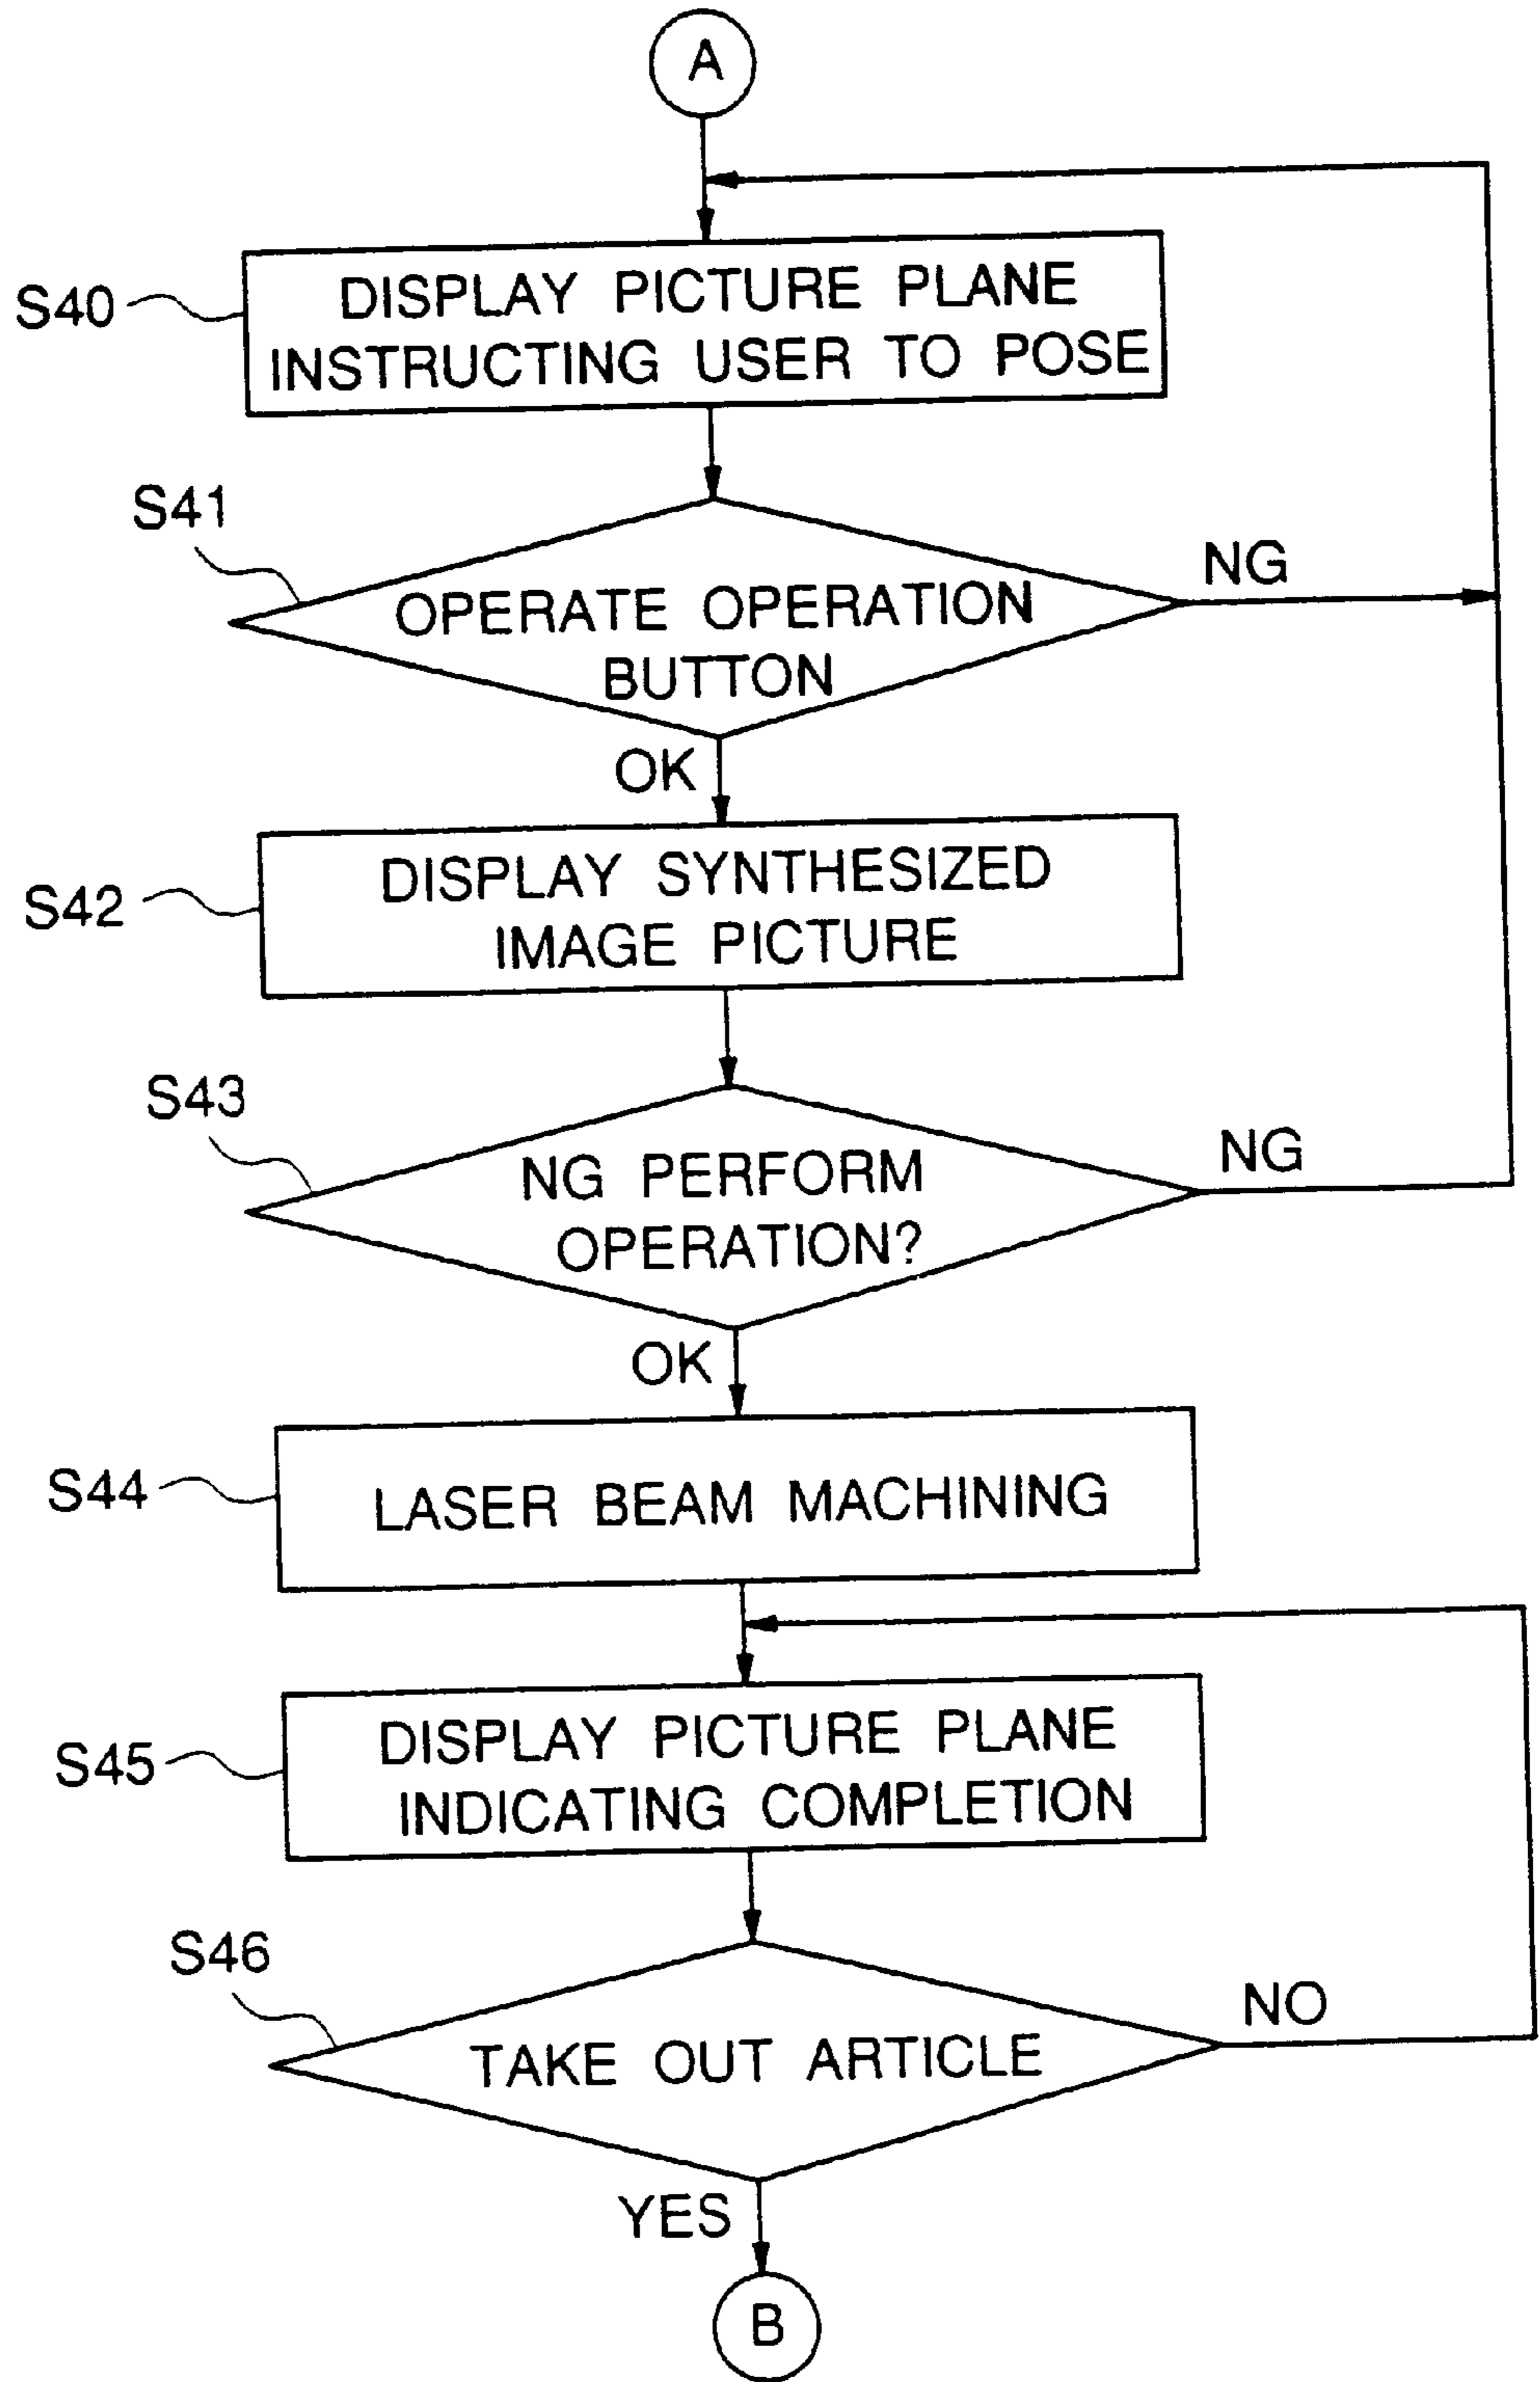 A
S40
DISPLAY PICTURE PLANE
INSTRUCTING USER TO POSE
S41
OPERATE OPERATION
BUTTON
NG
OK
S42
DISPLAY SYNTHESIZED
IMAGE PICTURE
S43
NG PERFORM
OPERATION?
NG
OK
S44
LASER BEAM MACHINING
S45
DISPLAY PICTURE PLANE
INDICATING COMPLETION
S46
TAKE OUT ARTICLE
NO
YES
B